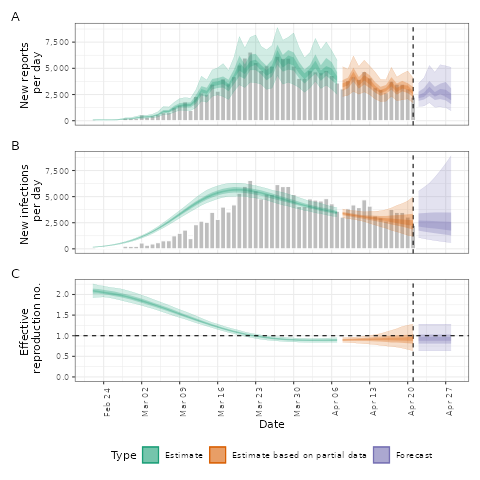 A
New reports
per day
7,500
5,000
2,500
0
B
New infections
per day
7,500
5,000
2,500
0
C
Effective
reproduction no.
2.0
1.5
1.0
0.5
0.0
Feb 24
Mar 02
Mar 09
Mar 16
Mar 23
Mar 30
Apr 06
Apr 13
Apr 20
Apr 27
Date
Type
Estimate
Estimate based on partial data
Forecast